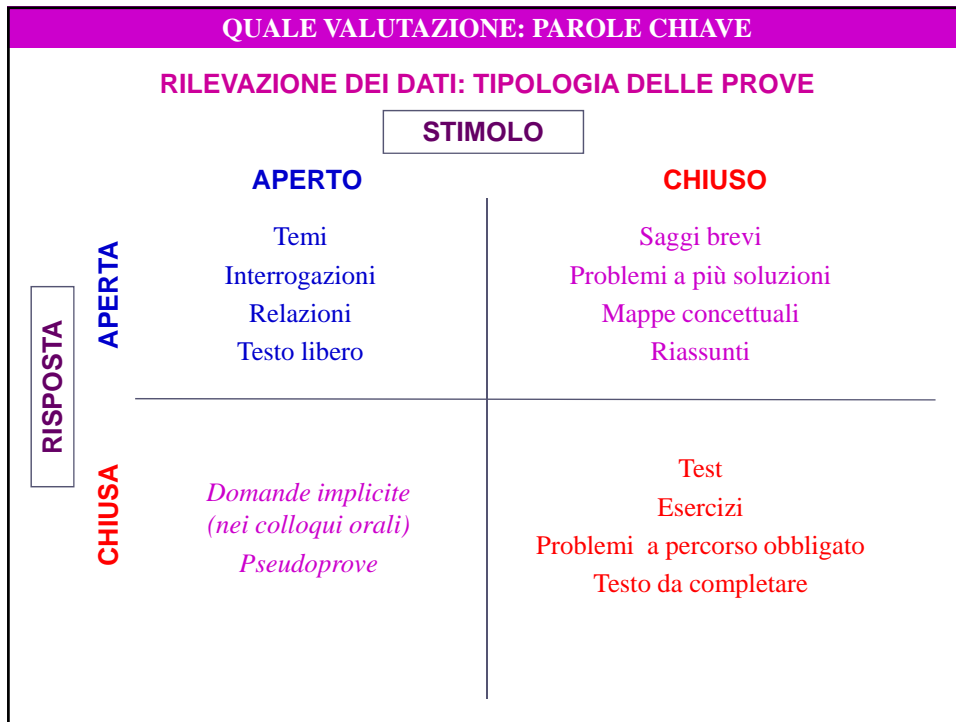 QUALE VALUTAZIONE: PAROLE CHIAVE
RILEVAZIONE DEI DATI: TIPOLOGIA DELLE PROVE
STIMOLO
APERTO
CHIUSO
RISPOSTA
APERTA
Temi
Interrogazioni
Relazioni
Testo libero
Saggi brevi
Problemi a più soluzioni
Mappe concettuali
Riassunti
CHIUSA
Domande implicite
(nei colloqui orali)
Pseudoprove
Test
Esercizi
Problemi a percorso obbligato
Testo da completare